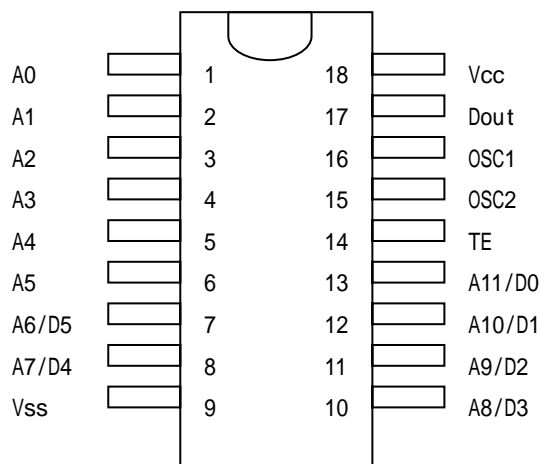 A0 1 18 Vcc
A1 2 17 Dout
A2 3 16 OSC1
A3 4 15 OSC2
A4 5 14 TE
A5 6 13 A11/D0
A6/D5 7 12 A10/D1
A7/D4 8 11 A9/D2
Vss 9 10 A8/D3